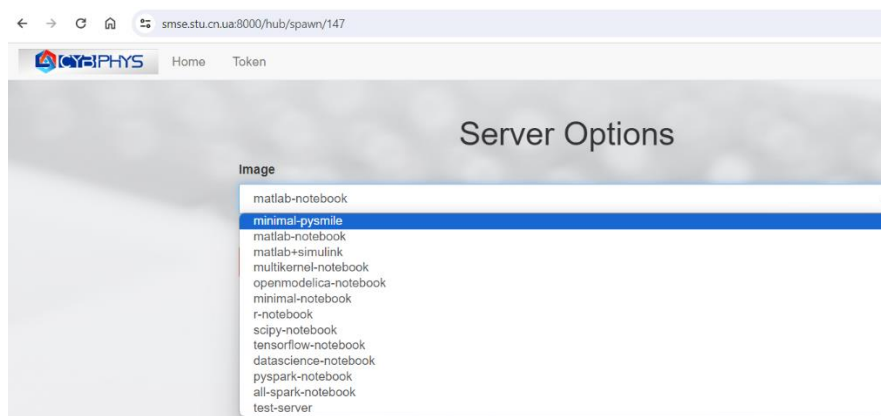 smse.stu.cn.ua:8000/hub/spawn/147
CYBPHYS Home Token
Server Options
Image
matlab-notebook
minimal-pysmile
matlab-notebook
matlab+simulink
multikernel-notebook
openmodelica-notebook
minimal-notebook
r-notebook
scipy-notebook
tensorflow-notebook
datascience-notebook
pyspark-notebook
all-spark-notebook
test-server